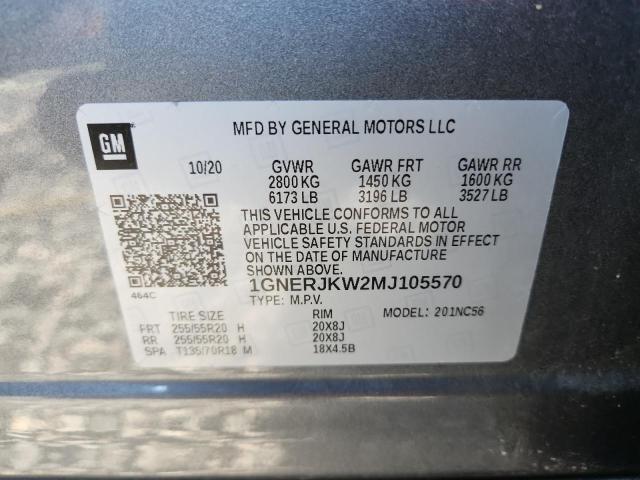 GM
MFD BY GENERAL MOTORS LLC
10/20 GVWR GAWR FRT GAWR RR
2800 KG 1450 KG 1600 KG
6173 LB 3196 LB 3527 LB
THIS VEHICLE CONFORMS TO ALL
APPLICABLE U.S. FEDERAL MOTOR
VEHICLE SAFETY STANDARDS IN EFFECT
ON THE DATE OF MANUFACTURE
SHOWN ABOVE.
464C
1GNERJKW2MJ105570
TYPE: M.P.V.
TIRE SIZE RIM MODEL: 201NC56
FRT 255/55R20 H 20X8J
RR 255/55R20 H 20X8J
SPA T135/70R18 M 18X4.5B